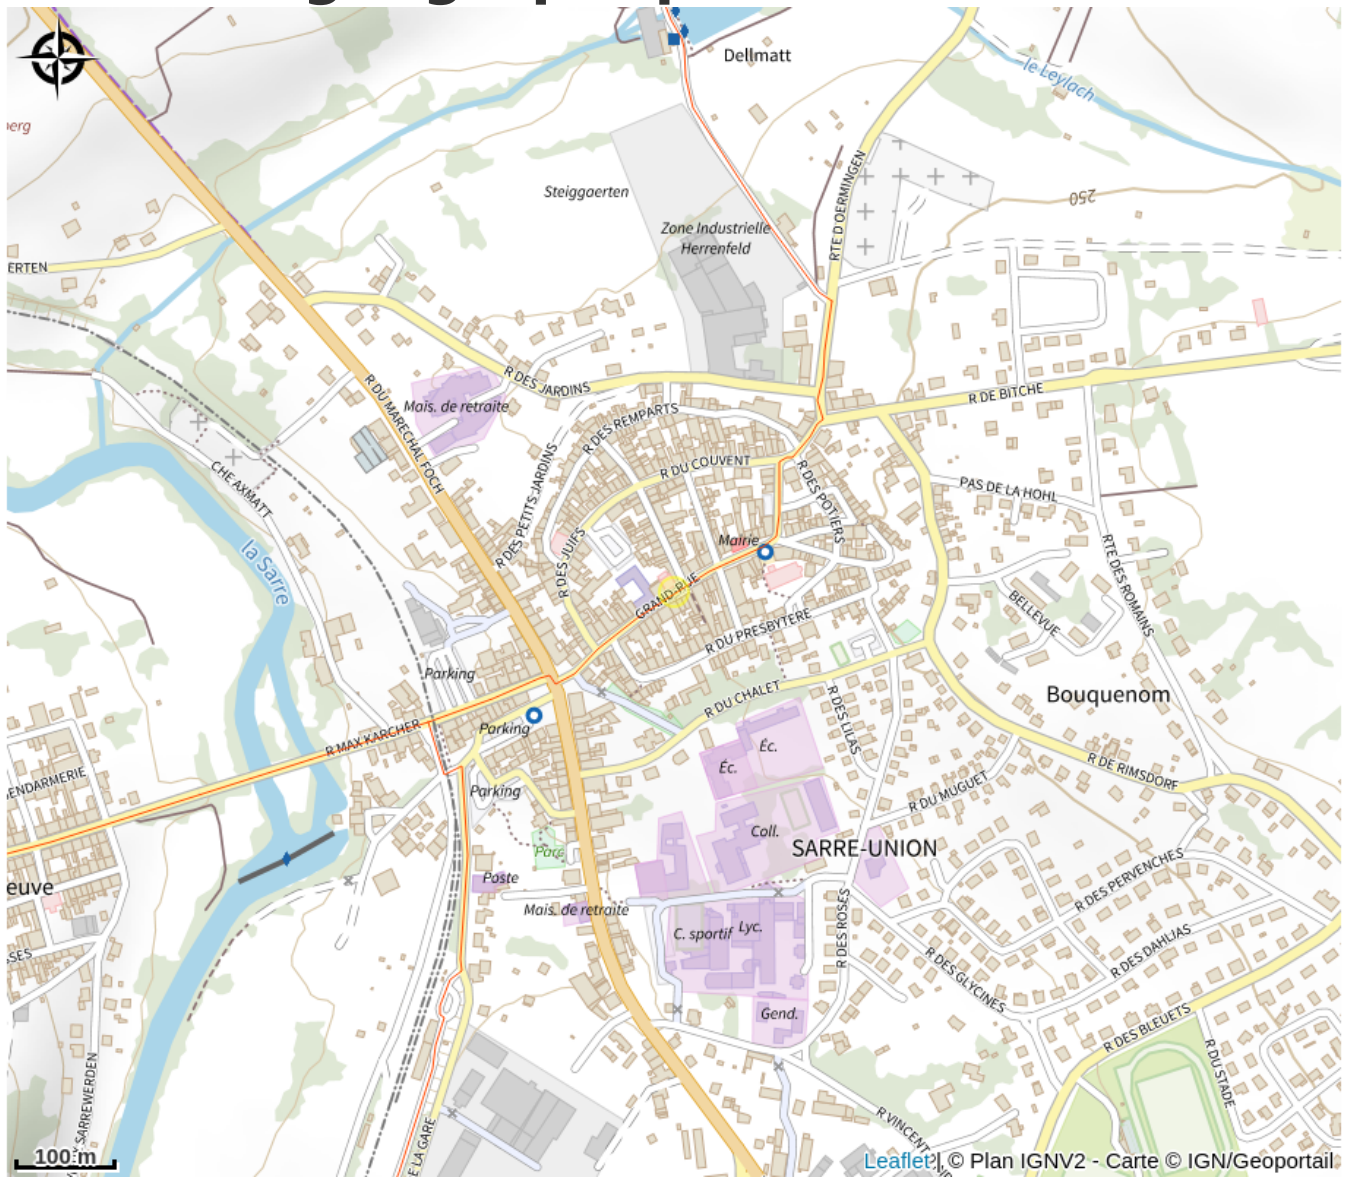 Dellmatt
le Leylach
berg
Steiggaerten
RTE D'OERMINGEN
250
Zone Industrielle
Herrenfeld
ERTEN
R DES JARDINS
R DU MARECHAL FOCH
Mais. de retraite
R DE BITCHE
R DES REMPARTS
R DU COUVENT
R DES POTIERS
CHE AXMATT
R DES PETITS JARDINS
PAS DE LA HOHL
la Sarre
R DES JUIFS
Mairie
RTE DES ROMAINS
GRAND-RUE
BELLEVUE
R DU PRESBYTERE
Parking
R DU CHALET
Bouquenom
R DES LILAS
R MAX KARCHER
Parking
Éc.
Éc.
R DE RIMSDORF
GENDARMERIE
Parking
R DU MUGUET
Coll.
SARRE-UNION
Parc
euve
Poste
R DES PERVENCHES
Mais. de retraite
C. sportif
Lyc.
R DES ROSES
R DES DAHLIAS
SSES
R DES GLYCINES
Gend.
R DES BLEUETS
R DU STADE
SARREWERDEN
E LA GARE
R VINCENT
100 m
Leaflet | © Plan IGNV2 - Carte © IGN/Geoportail